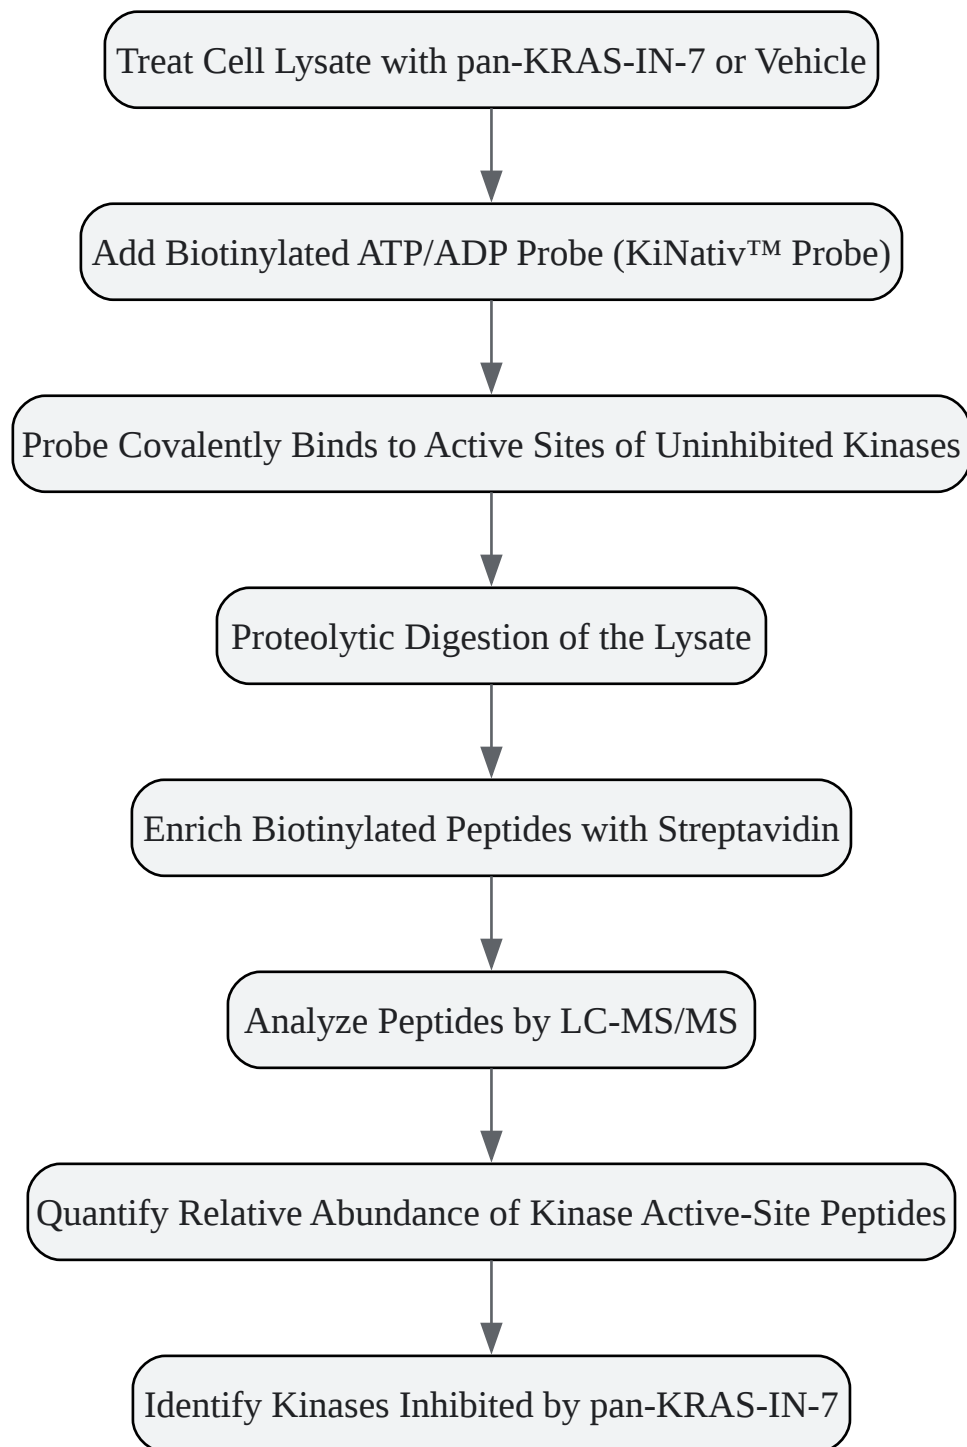 Treat Cell Lysate with pan-KRAS-IN-7 or Vehicle
Add Biotinylated ATP/ADP Probe (KiNativ™ Probe)
Probe Covalently Binds to Active Sites of Uninhibited Kinases
Proteolytic Digestion of the Lysate
Enrich Biotinylated Peptides with Streptavidin
Analyze Peptides by LC-MS/MS
Quantify Relative Abundance of Kinase Active-Site Peptides
Identify Kinases Inhibited by pan-KRAS-IN-7